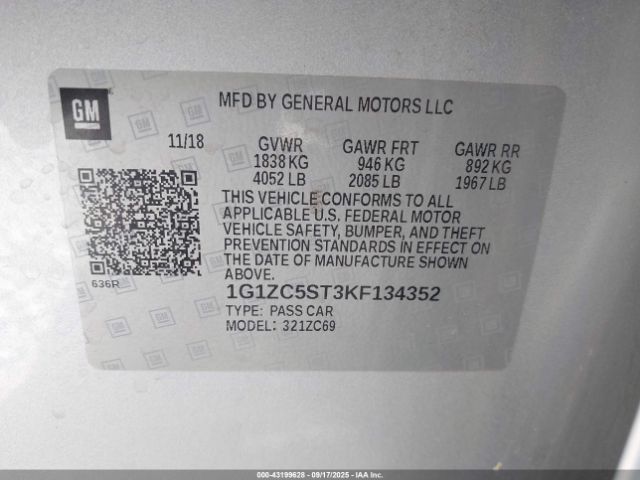 GM
MFD BY GENERAL MOTORS LLC
11/18 GVWR GAWR FRT GAWR RR
1838 KG 946 KG 892 KG
4052 LB 2085 LB 1967 LB
THIS VEHICLE CONFORMS TO ALL
APPLICABLE U.S. FEDERAL MOTOR
VEHICLE SAFETY, BUMPER, AND THEFT
PREVENTION STANDARDS IN EFFECT ON
THE DATE OF MANUFACTURE SHOWN
ABOVE.
636R
1G1ZC5ST3KF134352
TYPE: PASS CAR
MODEL: 321ZC69
000-43199628 - 09/17/2025 - IAA Inc.